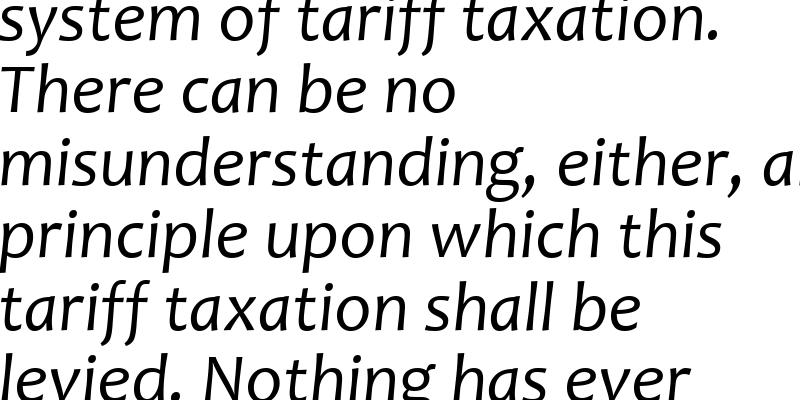 system of tariff taxation.
There can be no
misunderstanding, either,
principle upon which this
tariff taxation shall be
levied. Nothing has ever